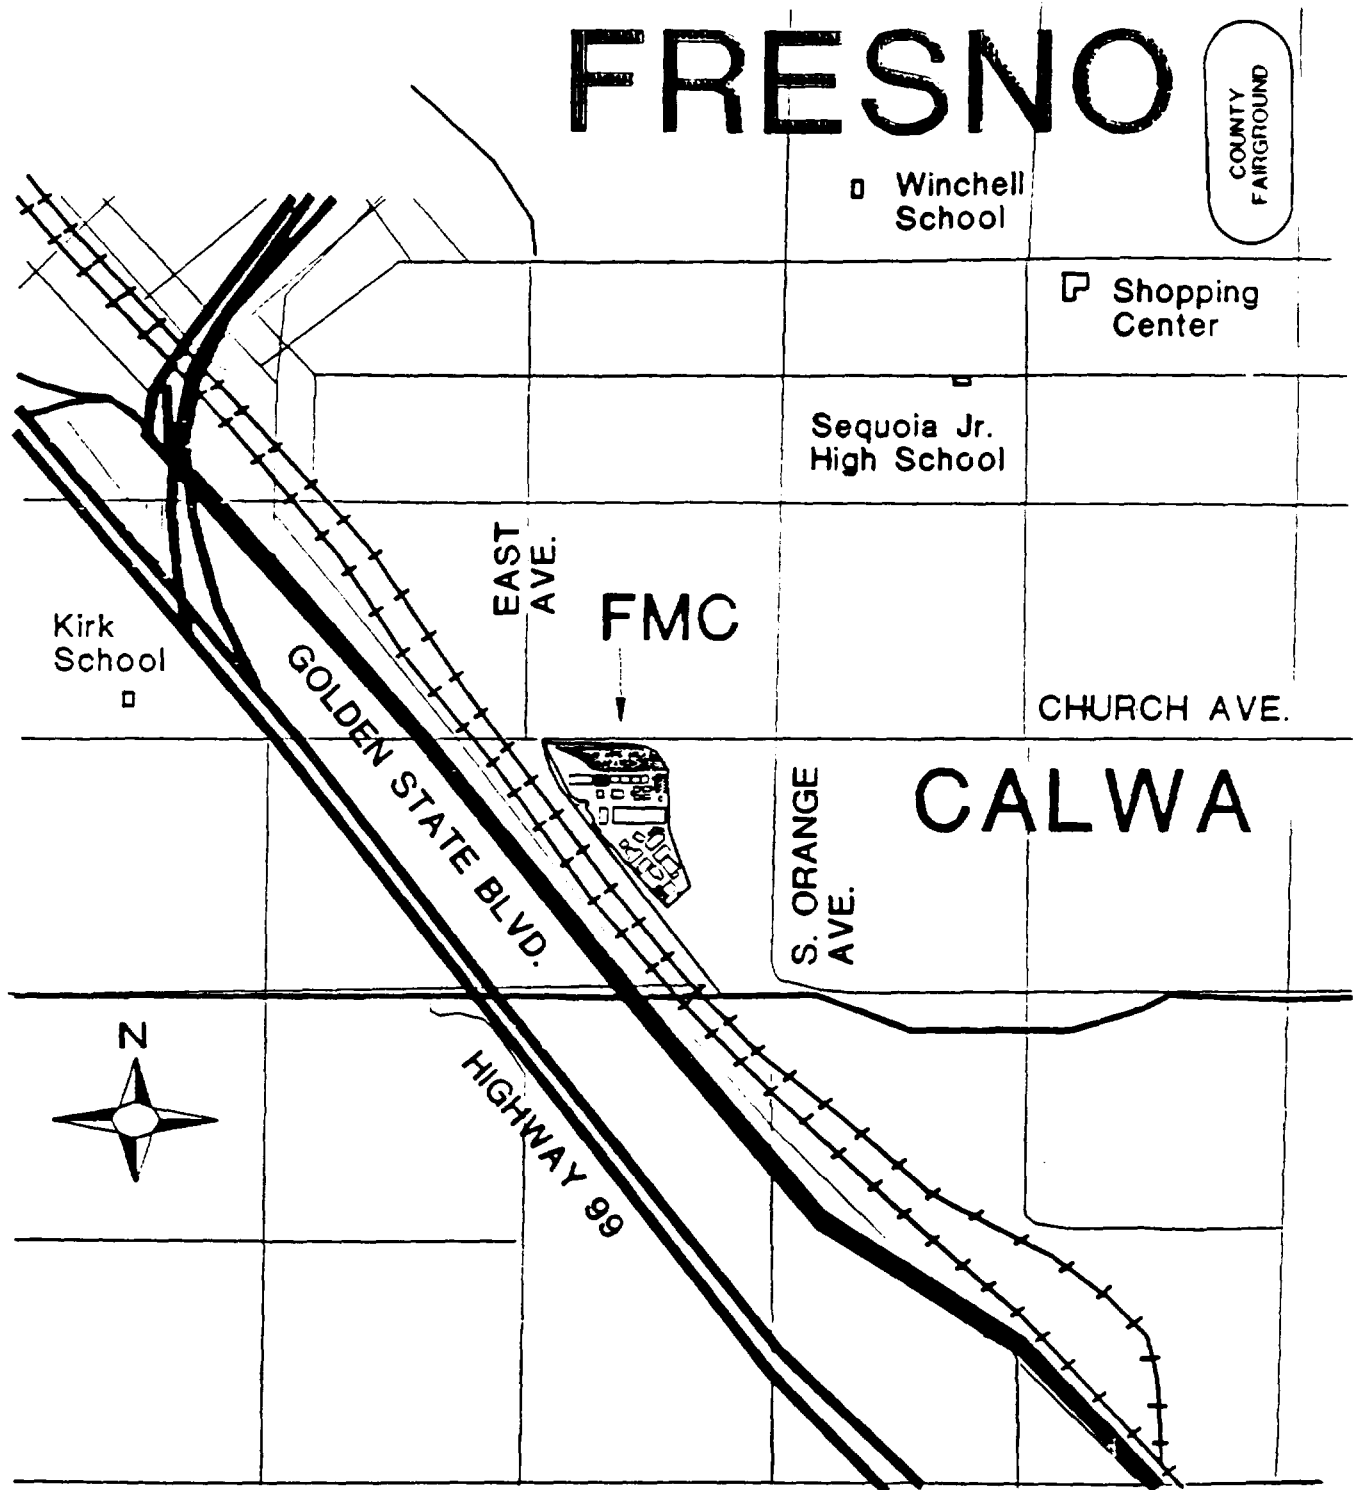 FRESNO
COUNTY
FAIRGROUND
Winchell
School
Shopping
Center
Sequoia Jr.
High School
EAST
AVE.
FMC
Kirk
School
GOLDEN STATE BLVD.
CHURCH AVE.
CALWA
S. ORANGE
AVE.
N
HIGHWAY 99